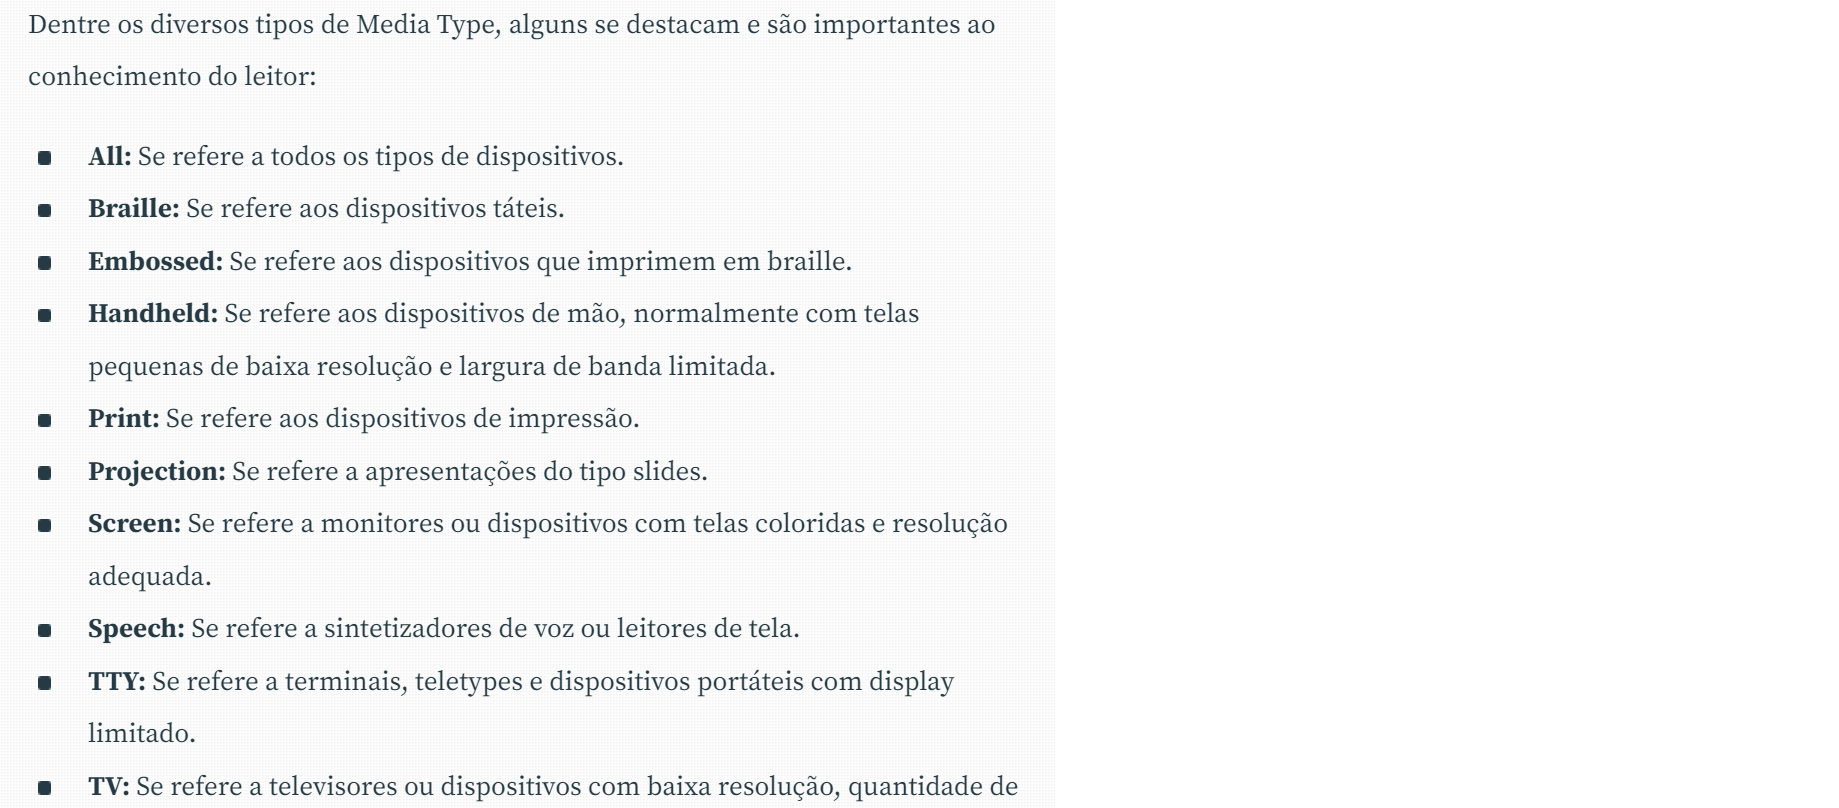 Dentre os diversos tipos de Media Type, alguns se destacam e são importantes ao
conhecimento do leitor:
All: Se refere a todos os tipos de dispositivos.
Braille: Se refere aos dispositivos táteis.
Embossed: Se refere aos dispositivos que imprimem em braille.
Handheld: Se refere aos dispositivos de mão, normalmente com telas
pequenas de baixa resolução e largura de banda limitada.
Print: Se refere aos dispositivos de impressão.
Projection: Se refere a apresentações do tipo slides.
Screen: Se refere a monitores ou dispositivos com telas coloridas e resolução
adequada.
Speech: Se refere a sintetizadores de voz ou leitores de tela.
TTY: Se refere a terminais, teletypes e dispositivos portáteis com display
limitado.
TV: Se refere a televisores ou dispositivos com baixa resolução, quantidade de